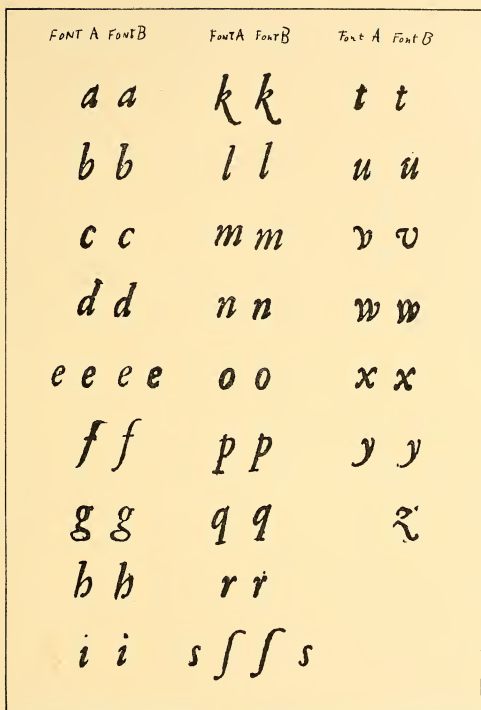 FONT A FONT B FONT A FONT B Font A Font B
a a k k t t
b b l l u u
c c m m v v
d d n n w w
e e e e o o x x
f f p p y y
g g q q z
h h r r
i i s ſ ſ s